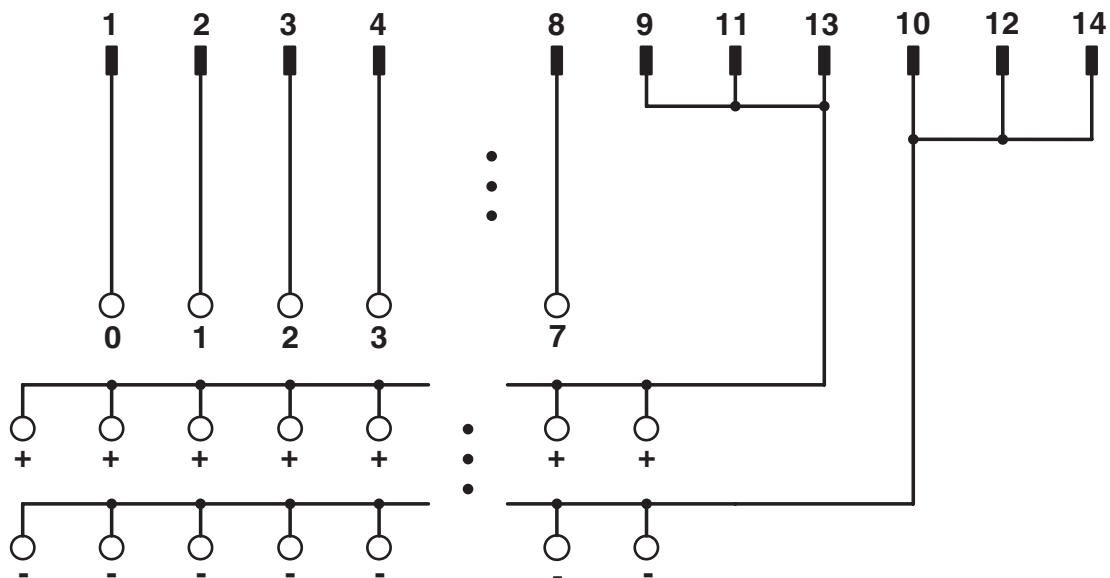 1 2 3 4 8 9 11 13 10 12 14
0 1 2 3 7
+ + + + + + +
- - - - - - -